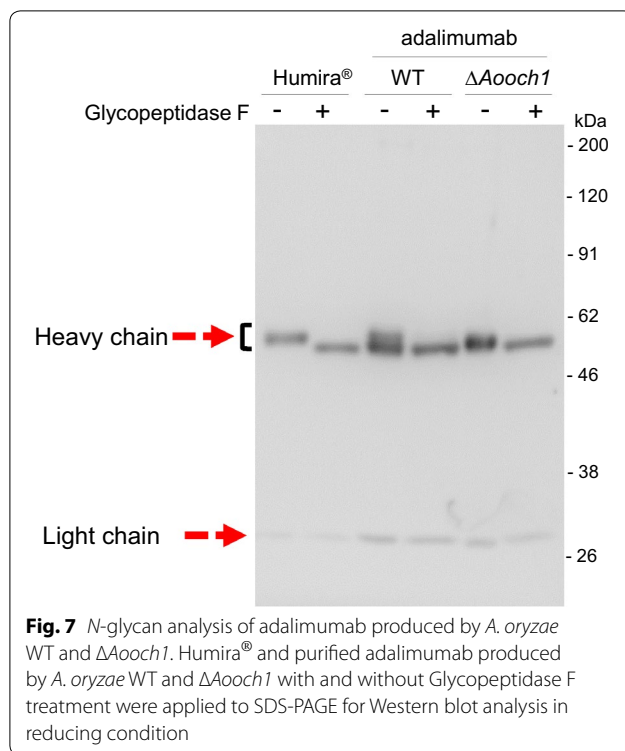 adalimumab
Humira® WT ΔAooch1
Glycopeptidase F - + - + - + kDa
- 200
- 120
- 91
- 62
Heavy chain
- 46
- 38
Light chain
- 26
Fig. 7 N-glycan analysis of adalimumab produced by A. oryzae
WT and ΔAooch1. Humira® and purified adalimumab produced
by A. oryzae WT and ΔAooch1 with and without Glycopeptidase F
treatment were applied to SDS-PAGE for Western blot analysis in
reducing condition